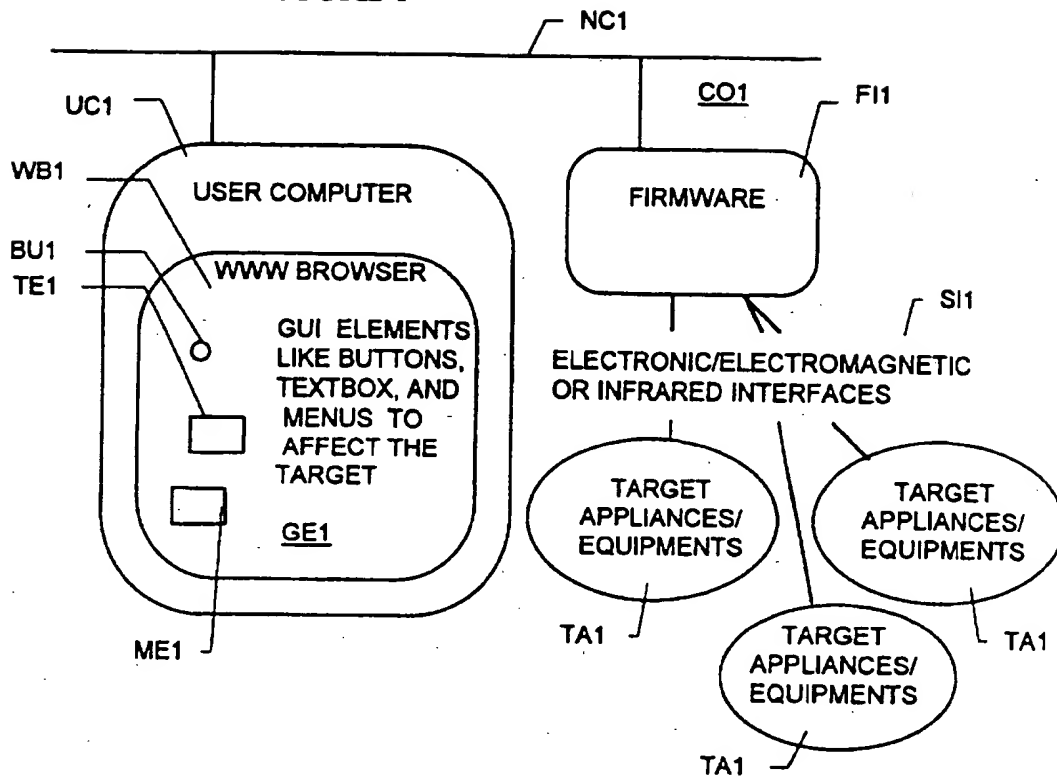 NC1
CO1
FI1
UC1
WB1
USER COMPUTER
FIRMWARE
BU1
WWW BROWSER
TE1
SI1
GUI ELEMENTS
LIKE BUTTONS,
TEXTBOX, AND
MENUS TO
AFFECT THE
TARGET
ELECTRONIC/ELECTROMAGNETIC
OR INFRARED INTERFACES
GE1
TARGET
APPLIANCES/
EQUIPMENTS
TARGET
APPLIANCES/
EQUIPMENTS
ME1
TA1
TARGET
APPLIANCES/
EQUIPMENTS
TA1
TA1